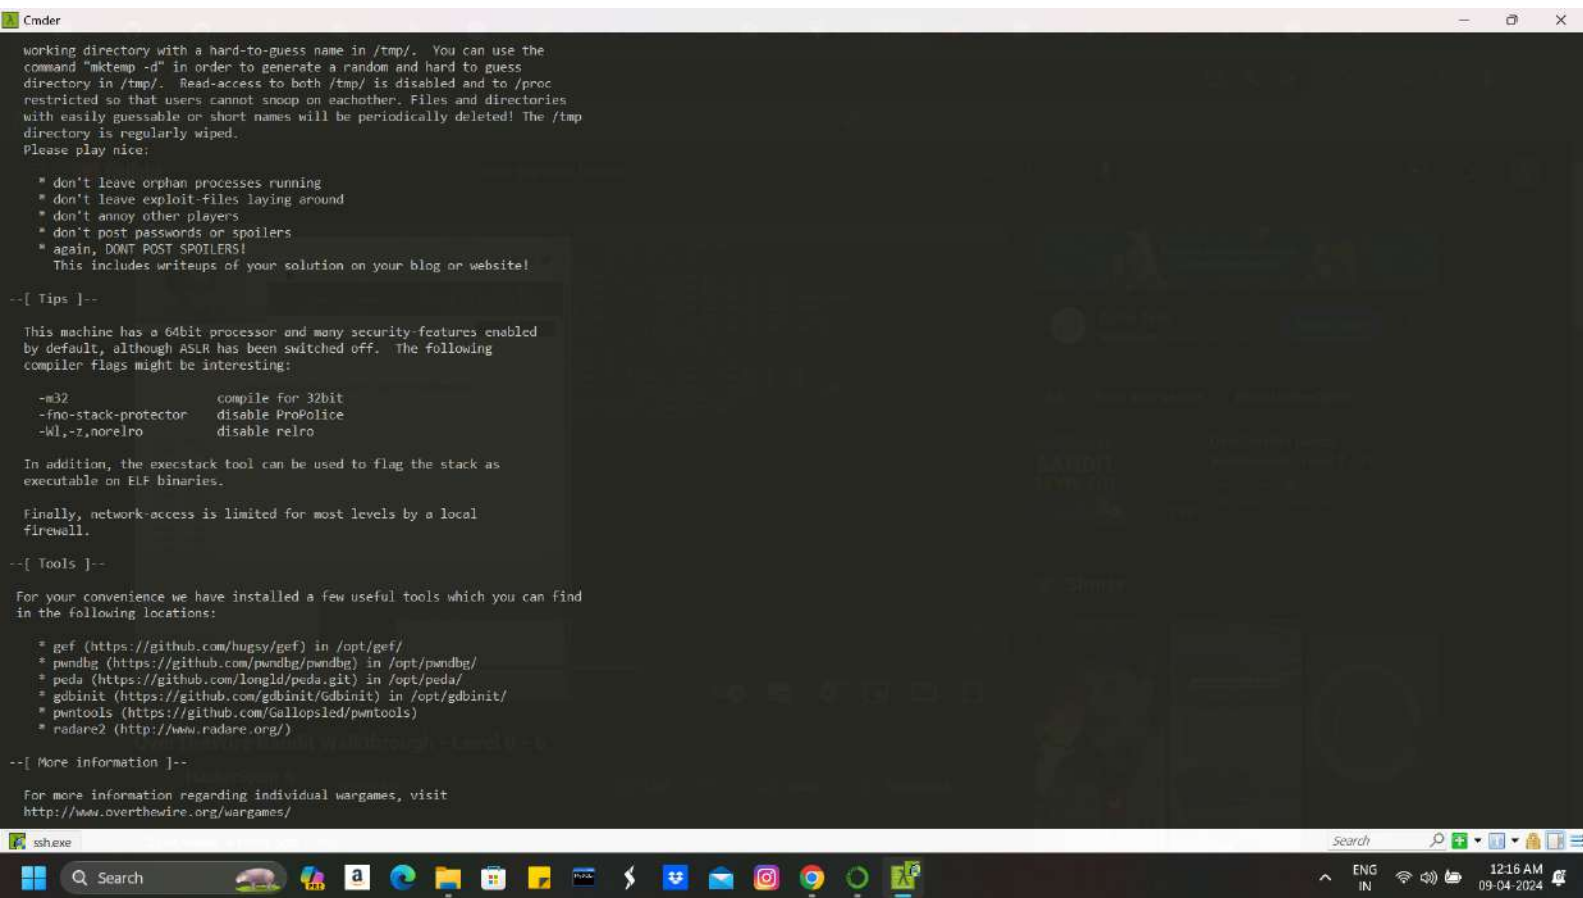 Cmder
working directory with a hard-to-guess name in /tmp/.  You can use the
command "mktemp -d" in order to generate a random and hard to guess
directory in /tmp/.  Read-access to both /tmp/ is disabled and to /proc
restricted so that users cannot snoop on eachother. Files and directories
with easily guessable or short names will be periodically deleted! The /tmp
directory is regularly wiped.
Please play nice:
* don't leave orphan processes running
* don't leave exploit-files laying around
* don't annoy other players
* don't post passwords or spoilers
* again, DONT POST SPOILERS!
This includes writeups of your solution on your blog or website!
--[ Tips ]--
This machine has a 64bit processor and many security-features enabled
by default, although ASLR has been switched off.  The following
compiler flags might be interesting:
-m32                    compile for 32bit
-fno-stack-protector    disable ProPolice
-Wl,-z,norelro          disable relro
In addition, the execstack tool can be used to flag the stack as
executable on ELF binaries.
Finally, network-access is limited for most levels by a local
firewall.
--[ Tools ]--
For your convenience we have installed a few useful tools which you can find
in the following locations:
* gef (https://github.com/hugsy/gef) in /opt/gef/
* pwndbg (https://github.com/pwndbg/pwndbg) in /opt/pwndbg/
* peda (https://github.com/longld/peda.git) in /opt/peda/
* gdbinit (https://github.com/gdbinit/Gdbinit) in /opt/gdbinit/
* pwntools (https://github.com/Gallopsled/pwntools)
* radare2 (http://www.radare.org/)
--[ More information ]--
For more information regarding individual wargames, visit
http://www.overthewire.org/wargames/
ssh.exe
Search
Search
ENG
IN
12:16 AM
09-04-2024